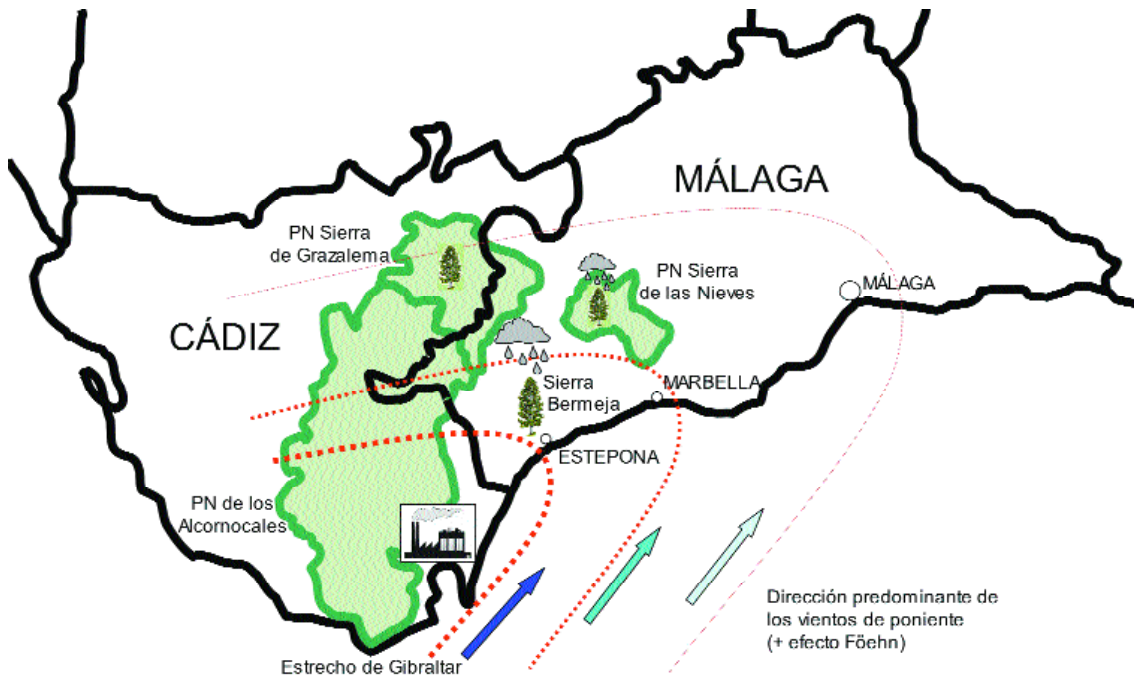 MÁLAGA
PN Sierra
de Grazalema
PN Sierra
de las Nieves
MÁLAGA
CÁDIZ
Sierra
Bermeja
MARBELLA
ESTEPONA
PN de los
Alcornocales
Dirección predominante de
los vientos de poniente
(+ efecto Föehn)
Estrecho de Gibraltar